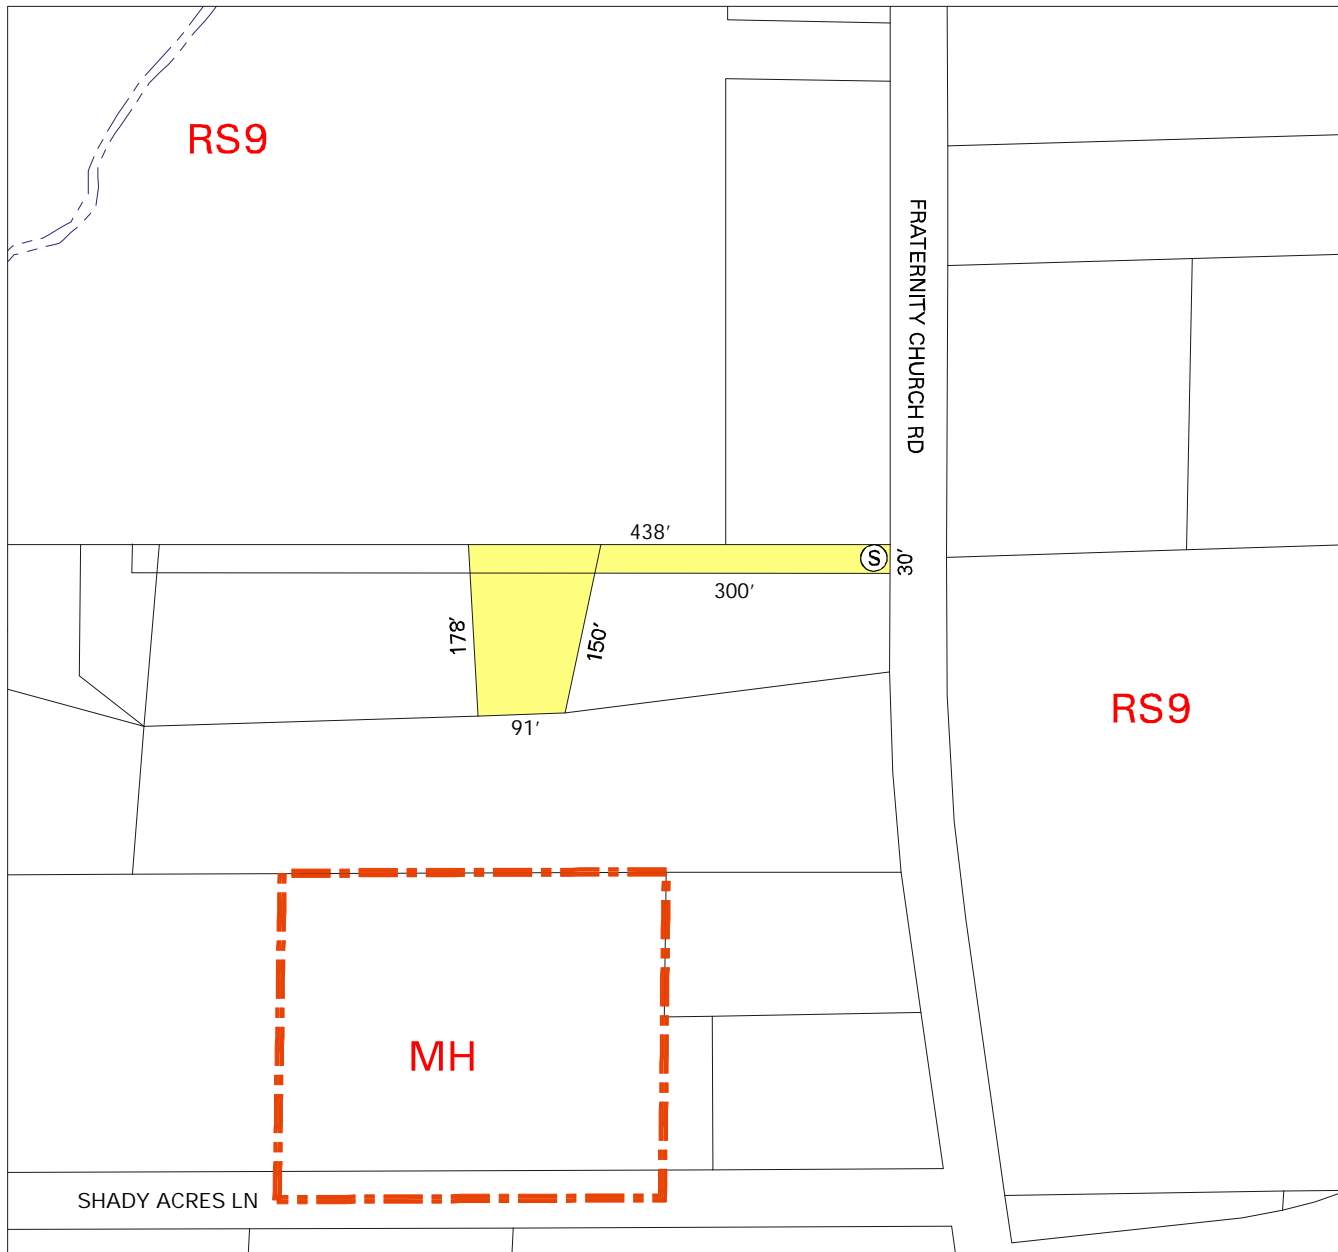 RS9
FRATERNITY CHURCH RD
438'
S
30'
300'
178'
150'
91'
RS9
MH
SHADY ACRES LN